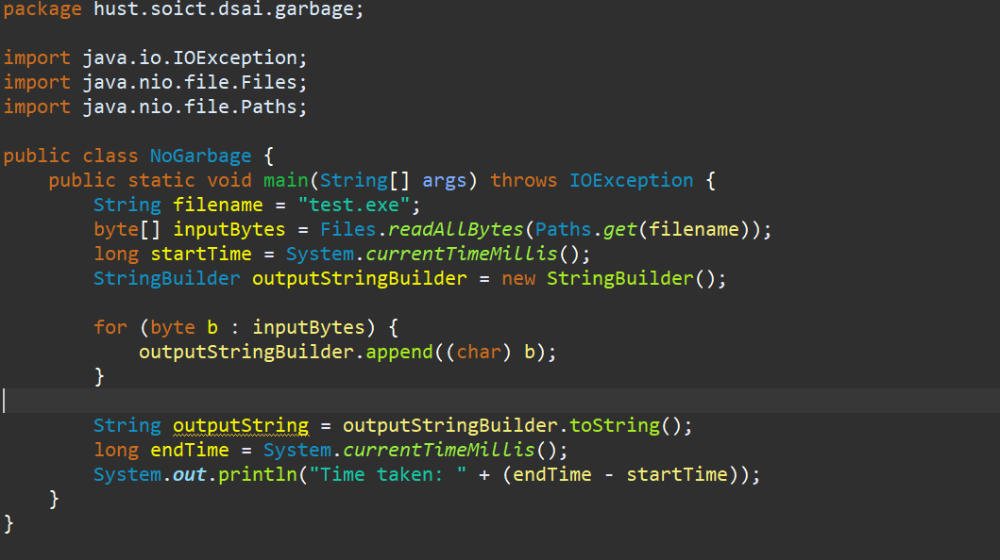 package hust.soict.dsai.garbage;
import java.io.IOException;
import java.nio.file.Files;
import java.nio.file.Paths;
public class NoGarbage {
    public static void main(String[] args) throws IOException {
        String filename = "test.exe";
        byte[] inputBytes = Files.readAllBytes(Paths.get(filename));
        long startTime = System.currentTimeMillis();
        StringBuilder outputStringBuilder = new StringBuilder();
        for (byte b : inputBytes) {
            outputStringBuilder.append((char) b);
        }
        String outputString = outputStringBuilder.toString();
        long endTime = System.currentTimeMillis();
        System.out.println("Time taken: " + (endTime - startTime));
    }
}